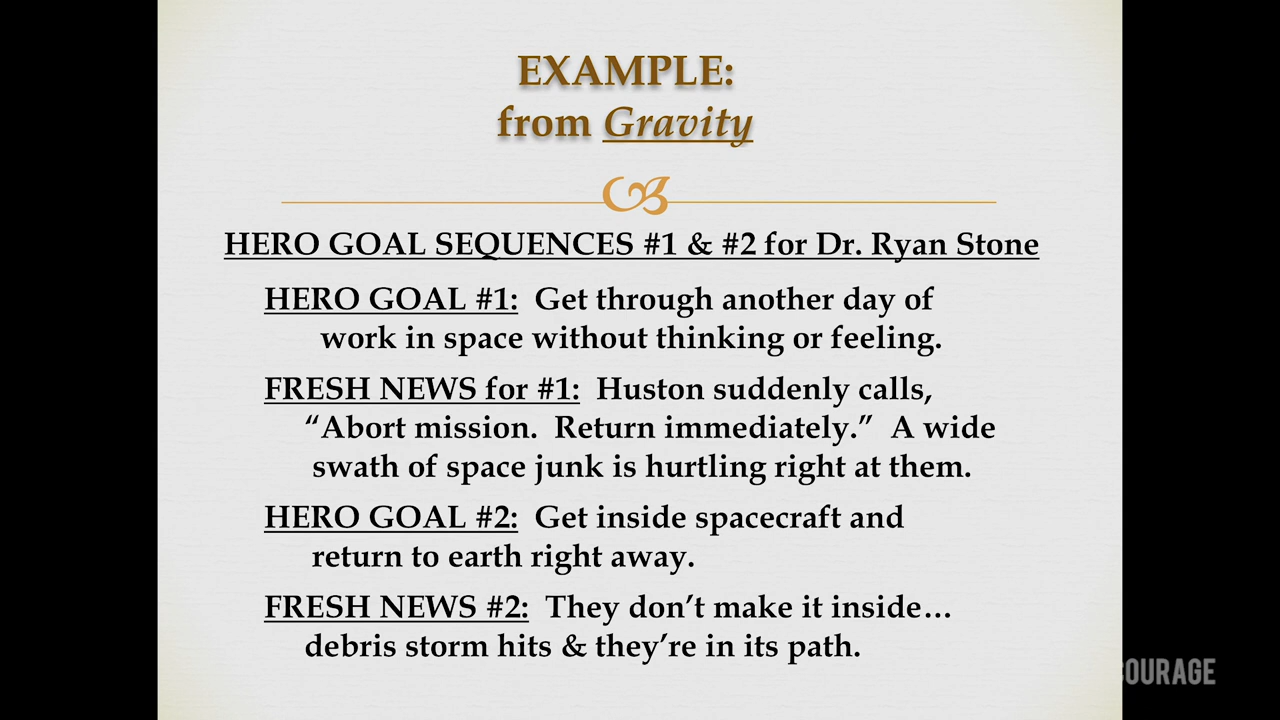 EXAMPLE:
from Gravity
HERO GOAL SEQUENCES #1 & #2 for Dr. Ryan Stone
HERO GOAL #1: Get through another day of
work in space without thinking or feeling.
FRESH NEWS for #1: Huston suddenly calls,
“Abort mission. Return immediately.” A wide
swath of space junk is hurtling right at them.
HERO GOAL #2: Get inside spacecraft and
return to earth right away.
FRESH NEWS #2: They don’t make it inside…
debris storm hits & they’re in its path.